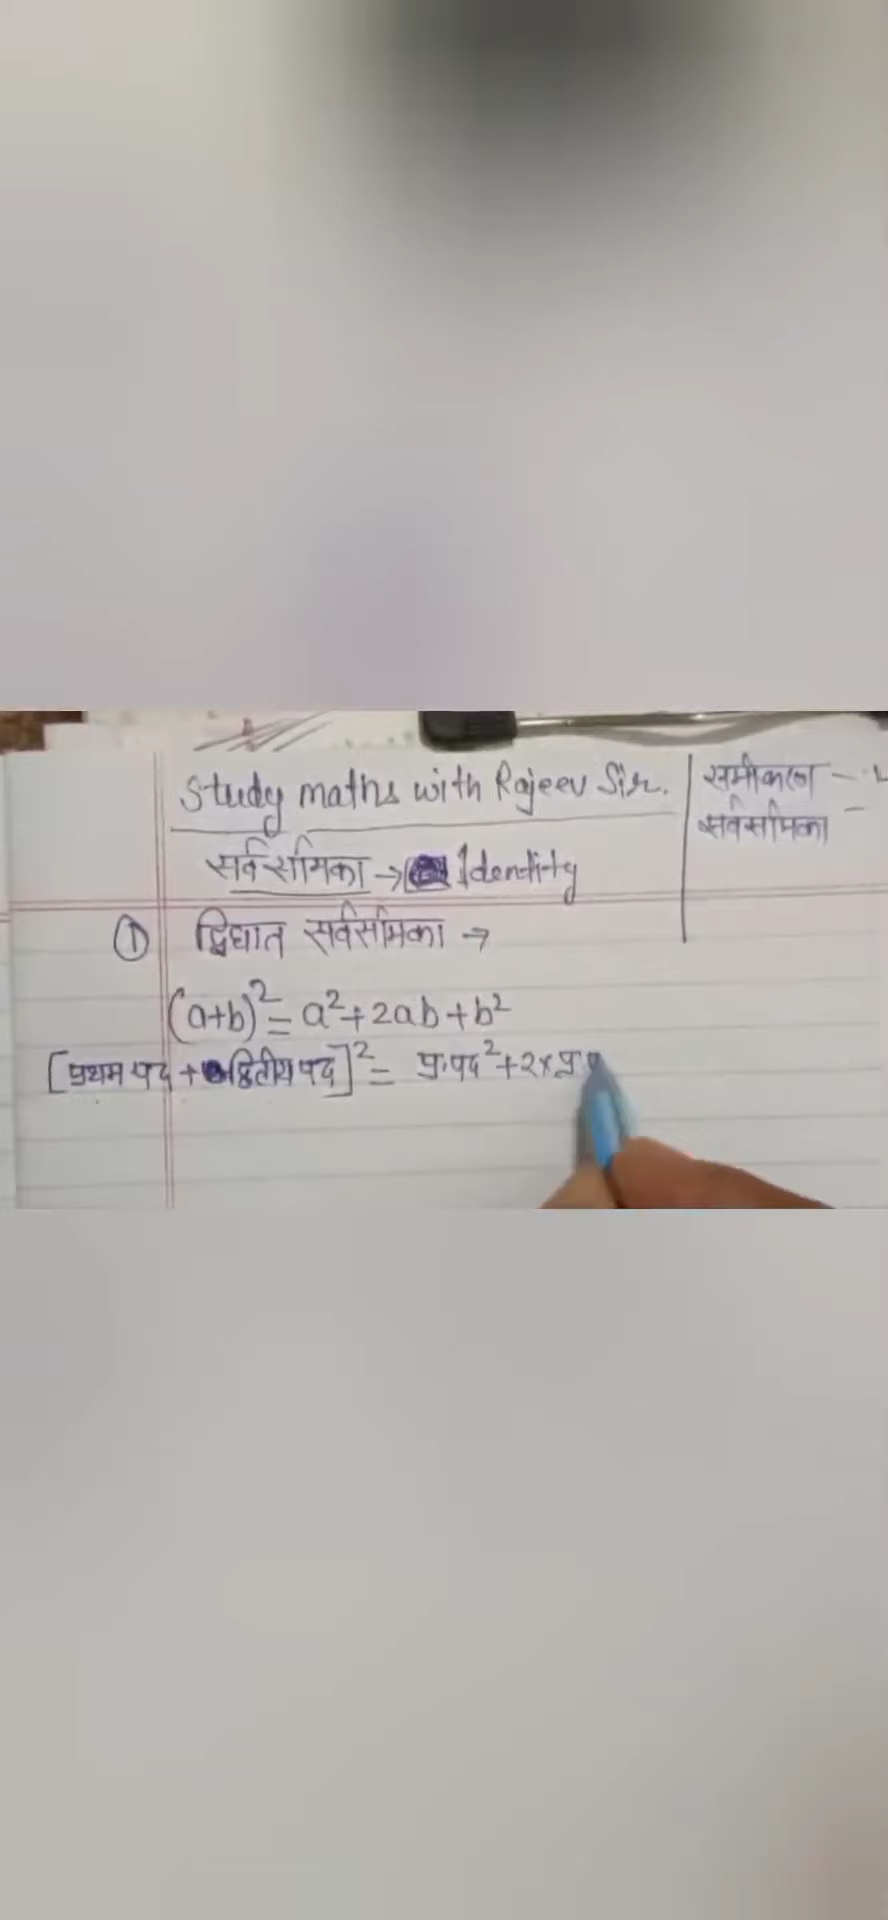 Study maths with Rajeev Sir.
सर्वसमिका → Identity
① द्विघात सर्वसमिका →
(a+b)² = a² + 2ab + b²
[प्रथम पद + द्वितीय पद]² = प्र.पद² + 2 × प्र.प
समीकरण –
सर्वसमिका –